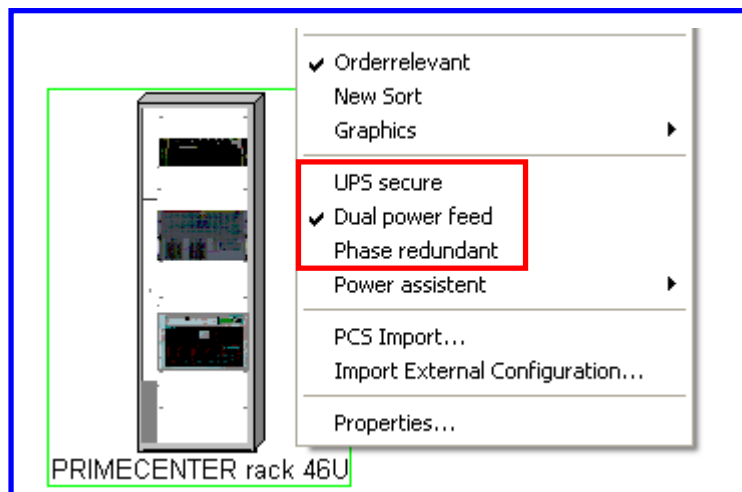 Orderrelevant
New Sort
Graphics
UPS secure
Dual power feed
Phase redundant
Power assistent
PCS Import...
Import External Configuration...
Properties...
PRIMECENTER rack 46U